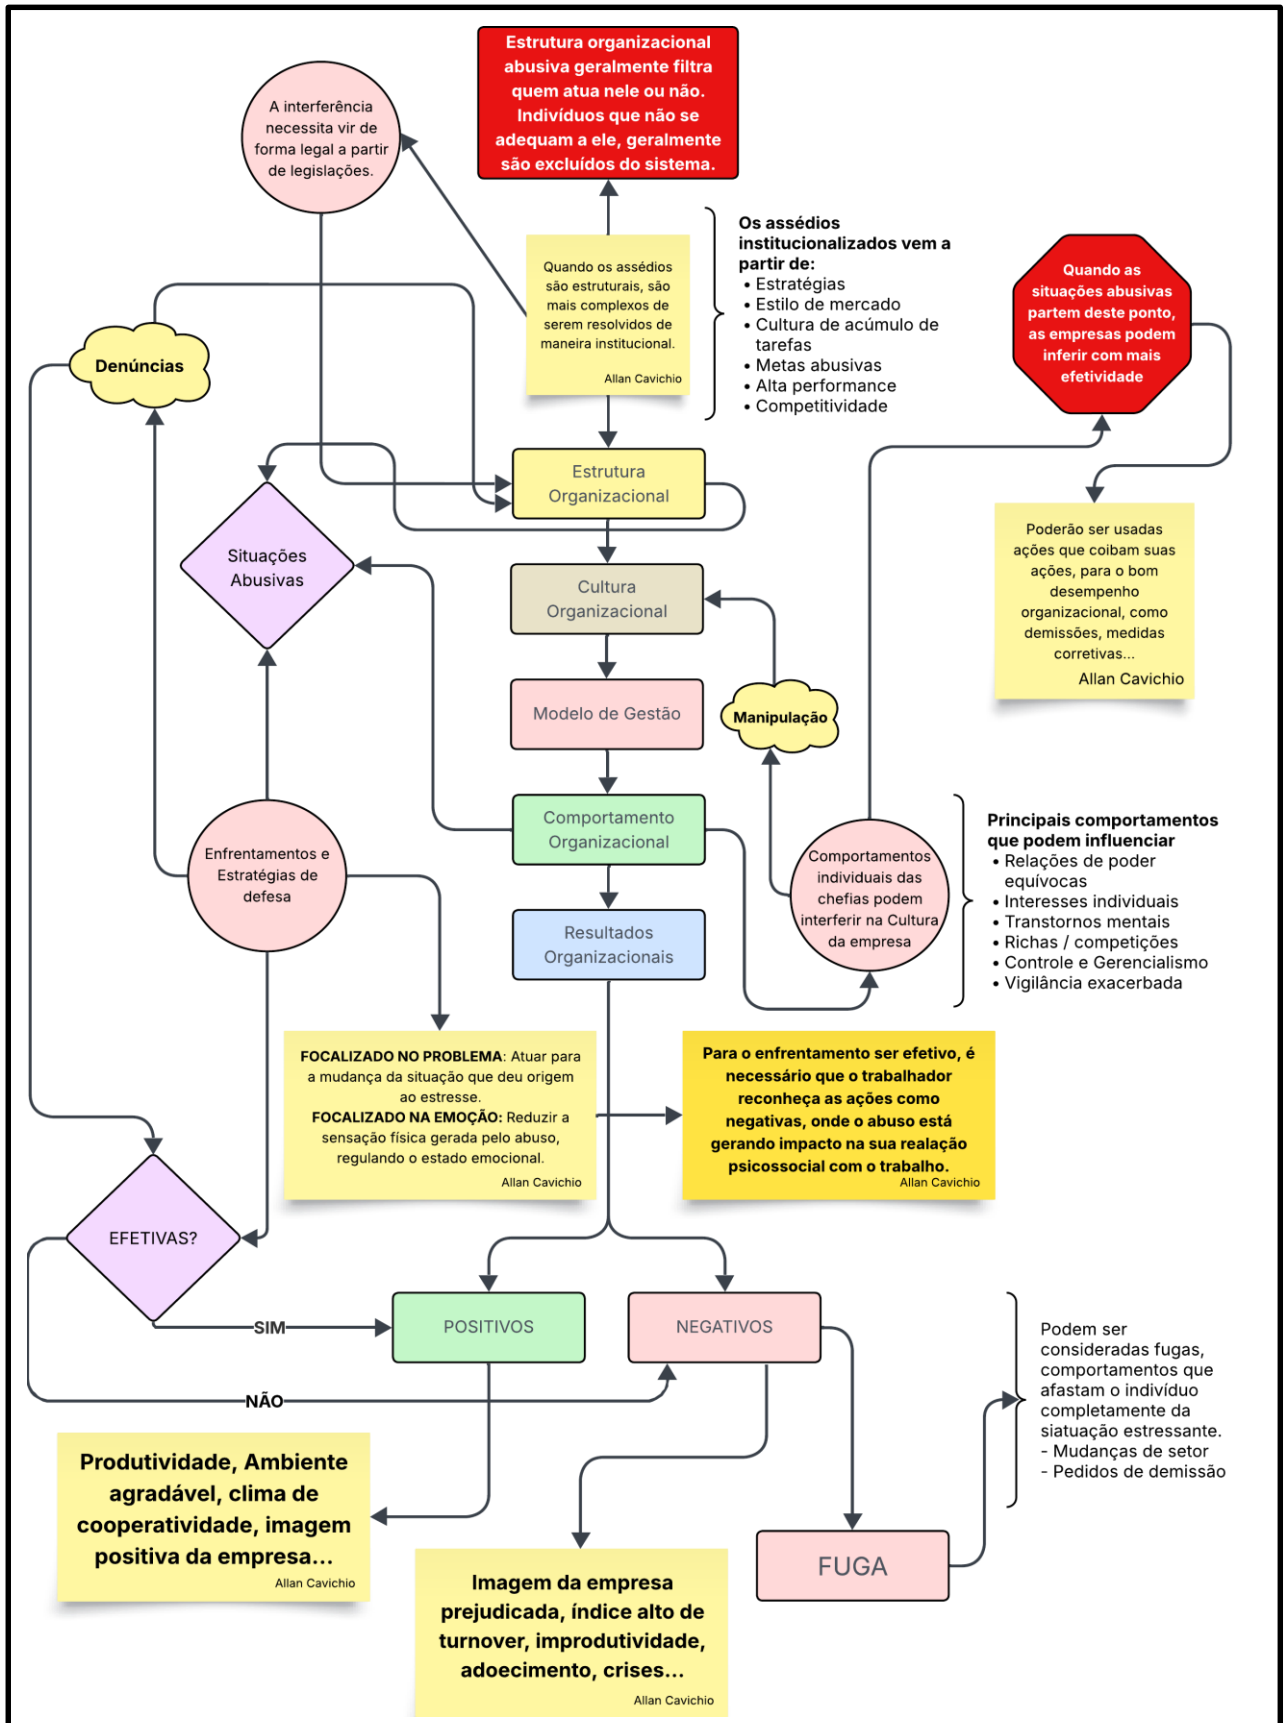 Estrutura organizacional
abusiva geralmente filtra
quem atua nele ou não.
Indivíduos que não se
adequam a ele, geralmente
são excluídos do sistema.
A interferência
necessita vir de
forma legal a partir
de legislações.
Quando os assédios
são estruturais, são
mais complexos de
serem resolvidos de
maneira institucional.
Allan Cavichio
Os assédios
institucionalizados vem a
partir de:
• Estratégias
• Estilo de mercado
• Cultura de acúmulo de
tarefas
• Metas abusivas
• Alta performance
• Competitividade
Quando as
situações abusivas
partem deste ponto,
as empresas podem
inferir com mais
efetividade
Denúncias
Estrutura
Organizacional
Situações
Abusivas
Cultura
Organizacional
Poderão ser usadas
ações que coibam suas
ações, para o bom
desempenho
organizacional, como
demissões, medidas
corretivas...
Allan Cavichio
Modelo de Gestão
Manipulação
Comportamento
Organizacional
Enfrentamentos e
Estratégias de
defesa
Comportamentos
individuais das
chefias podem
interferir na Cultura
da empresa
Principais comportamentos
que podem influenciar
• Relações de poder
equívocas
• Interesses individuais
• Transtornos mentais
• Richas / competições
• Controle e Gerencialismo
• Vigilância exacerbada
Resultados
Organizacionais
FOCALIZADO NO PROBLEMA: Atuar para
a mudança da situação que deu origem
ao estresse.
FOCALIZADO NA EMOÇÃO: Reduzir a
sensação física gerada pelo abuso,
regulando o estado emocional.
Allan Cavichio
Para o enfrentamento ser efetivo, é
necessário que o trabalhador
reconheça as ações como
negativas, onde o abuso está
gerando impacto na sua realação
psicossocial com o trabalho.
Allan Cavichio
EFETIVAS?
SIM
POSITIVOS
NEGATIVOS
NÃO
Podem ser
consideradas fugas,
comportamentos que
afastam o indivíduo
completamente da
siatuação estressante.
- Mudanças de setor
- Pedidos de demissão
Produtividade, Ambiente
agradável, clima de
cooperatividade, imagem
positiva da empresa...
Allan Cavichio
FUGA
Imagem da empresa
prejudicada, índice alto de
turnover, improdutividade,
adoecimento, crises...
Allan Cavichio